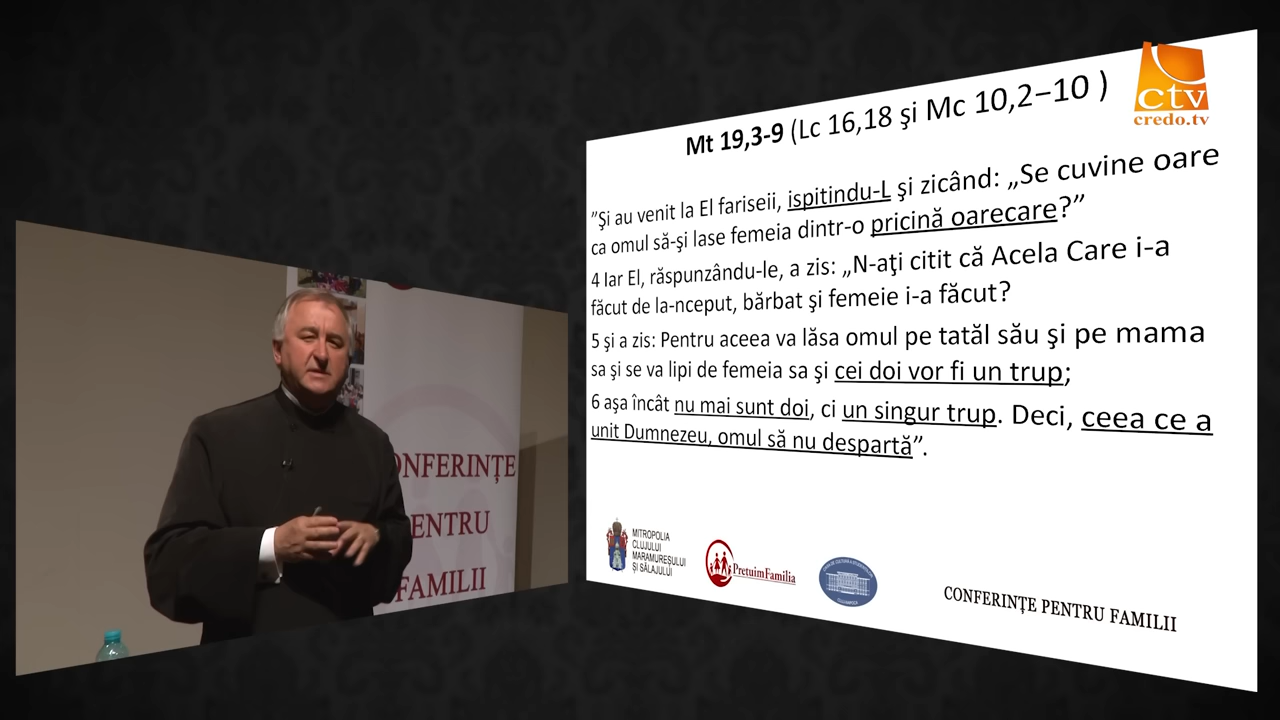 ctv
credo.tv
Mt 19,3-9 (Lc 16,18 şi Mc 10,2–10 )
”Şi au venit la El fariseii, ispitindu-L şi zicând: „Se cuvine oare
ca omul să-şi lase femeia dintr-o pricină oarecare?”
4 Iar El, răspunzându-le, a zis: „N-aţi citit că Acela Care i-a
făcut de la-nceput, bărbat şi femeie i-a făcut?
5 şi a zis: Pentru aceea va lăsa omul pe tatăl său şi pe mama
sa şi se va lipi de femeia sa şi cei doi vor fi un trup;
6 aşa încât nu mai sunt doi, ci un singur trup. Deci, ceea ce a
unit Dumnezeu, omul să nu despartă”.
ONFERINȚE
ENTRU
FAMILII
MITROPOLIA
CLUJULUI
MARAMUREŞULUI
ŞI SĂLAJULUI
PretuimFamilia
CONFERINŢE PENTRU FAMILII